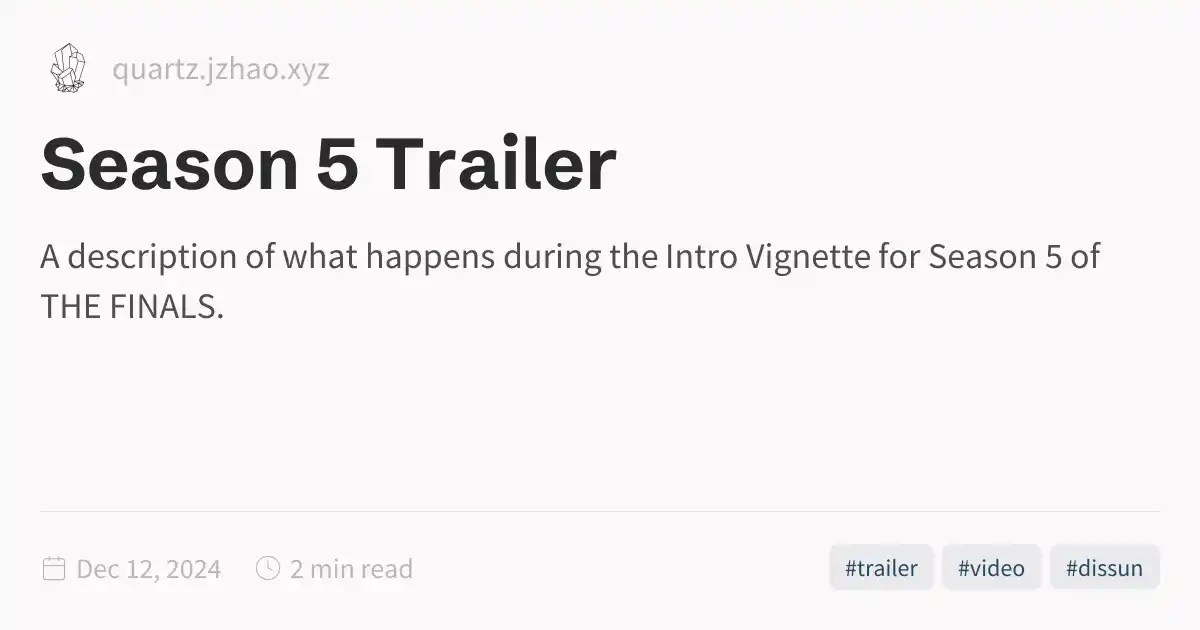 quartz.jzhao.xyz
Season 5 Trailer
A description of what happens during the Intro Vignette for Season 5 of
THE FINALS.
Dec 12, 2024
2 min read
#trailer
#video
#dissun